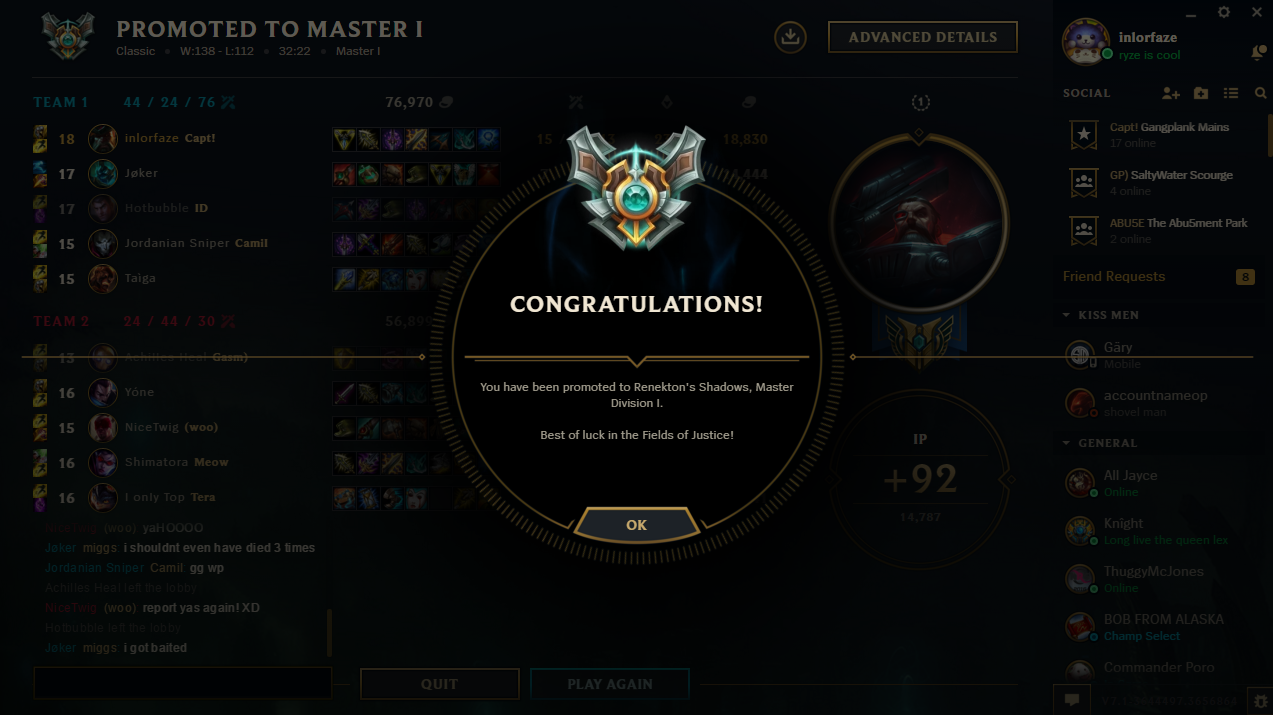 PROMOTED TO MASTER I
Classic • W:138 - L:112 • 32:22 • Master I
ADVANCED DETAILS
inlorfaze
ryze is cool
TEAM 1 44 / 24 / 76 76,970
18 inlorfaze Capt! 15 18,830
17 Jøker
17 Hotbubble ID
15 Jordanian Sniper Camil
15 Taiga
TEAM 2 24 / 44 / 30 56,899
13 Achilles Heal Gasm)
16 Yóne
15 NiceTwig (woo)
16 Shimatora Meow
16 I only Top Tera
(woo): yaHOOOO
Jøker miggs: i shouldnt even have died 3 times
Jordanian Sniper Camil: gg wp
Achilles Heal left the lobby
NiceTwig (woo): report yas again! XD
Hotbubble left the lobby
Jøker miggs: i got baited
QUIT
PLAY AGAIN
CONGRATULATIONS!
You have been promoted to Renekton's Shadows, Master
Division I.
Best of luck in the Fields of Justice!
OK
1
IP
+92
14,787
SOCIAL
Capt! Gangplank Mains
17 online
GP) SaltyWater Scourge
4 online
ABU5E The Abu5ment Park
2 online
Friend Requests 8
KISS MEN
Gäry
Mobile
accountnameop
shovel man
GENERAL
All Jayce
Online
Knight
Long live the queen lex
ThuggyMcJones
Online
BOB FROM ALASKA
Champ Select
Commander Poro